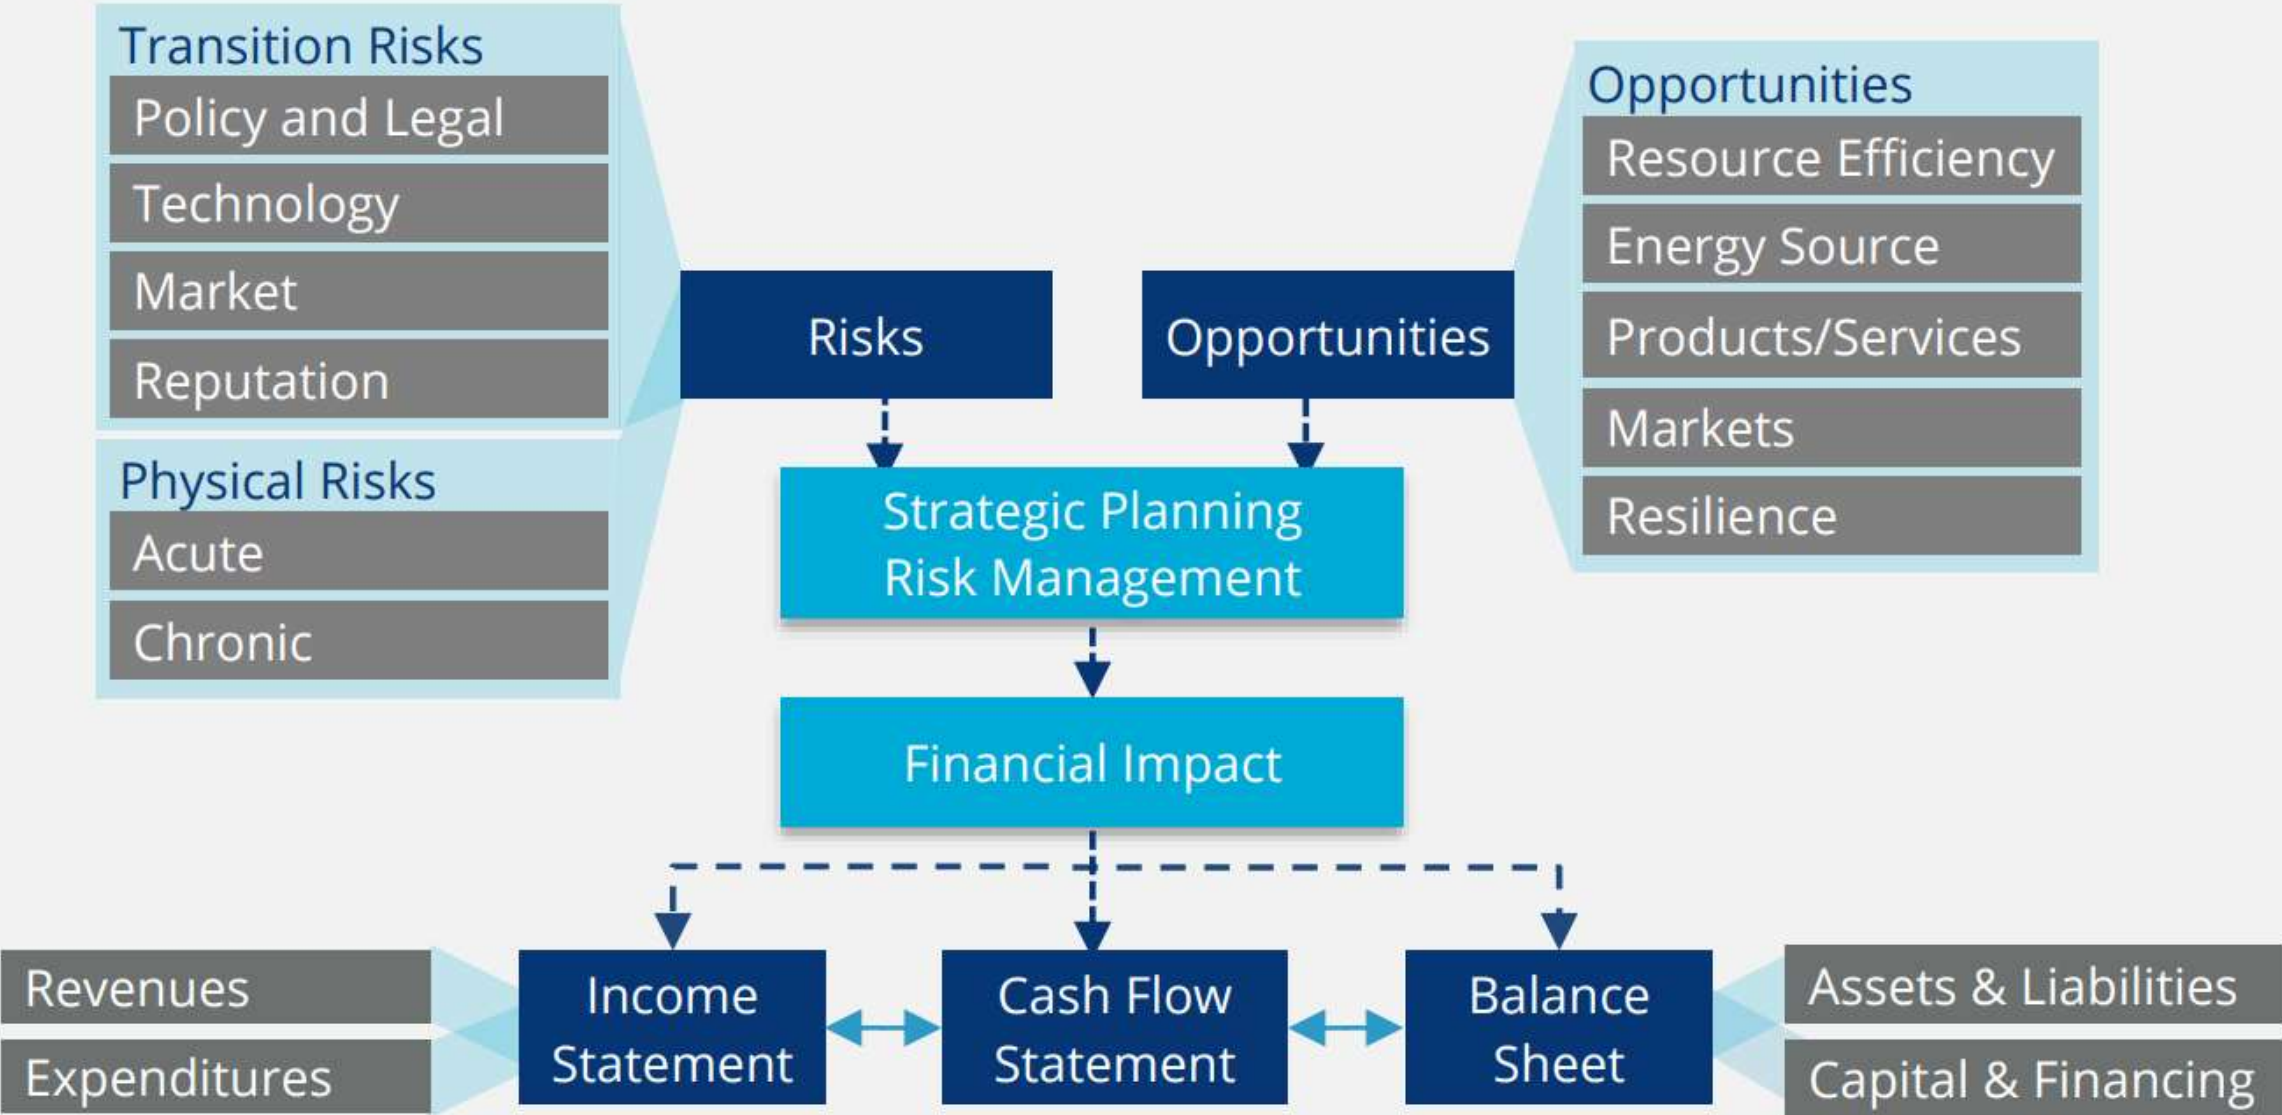 Transition Risks
Policy and Legal
Technology
Market
Reputation
Physical Risks
Acute
Chronic
Risks
Opportunities
Opportunities
Resource Efficiency
Energy Source
Products/Services
Markets
Resilience
Strategic Planning
Risk Management
Financial Impact
Revenues
Expenditures
Income
Statement
Cash Flow
Statement
Balance
Sheet
Assets & Liabilities
Capital & Financing